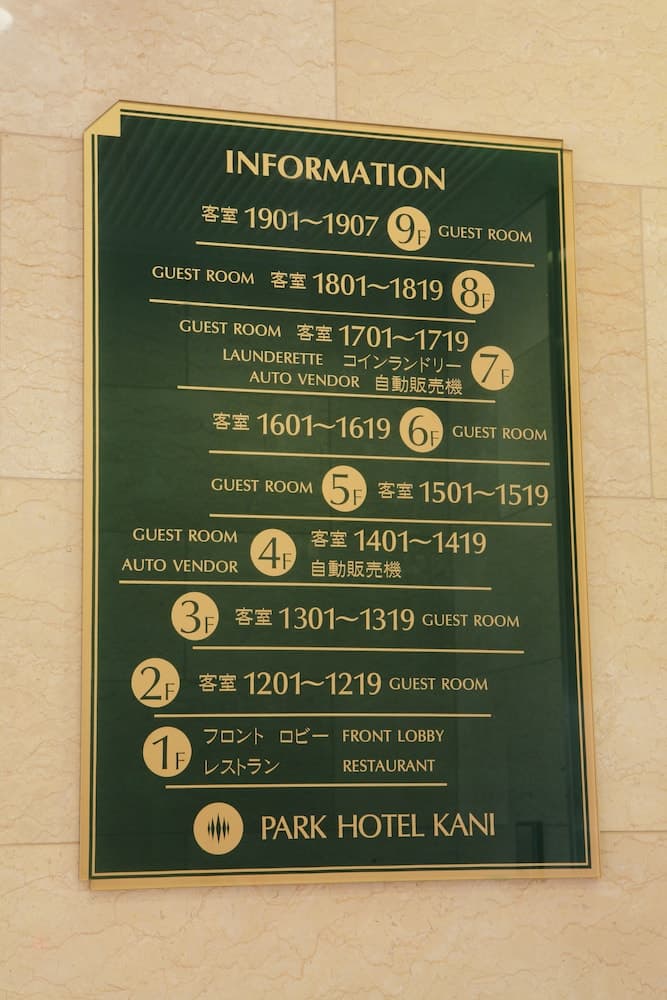 INFORMATION
客室 1901～1907 9F GUEST ROOM
GUEST ROOM 客室 1801～1819 8F
GUEST ROOM 客室 1701～1719 7F
LAUNDERETTE コインランドリー
AUTO VENDOR 自動販売機
客室 1601～1619 6F GUEST ROOM
GUEST ROOM 5F 客室 1501～1519
GUEST ROOM 4F 客室 1401～1419
AUTO VENDOR 自動販売機
3F 客室 1301～1319 GUEST ROOM
2F 客室 1201～1219 GUEST ROOM
1F フロント ロビー FRONT LOBBY
レストラン RESTAURANT
PARK HOTEL KANI